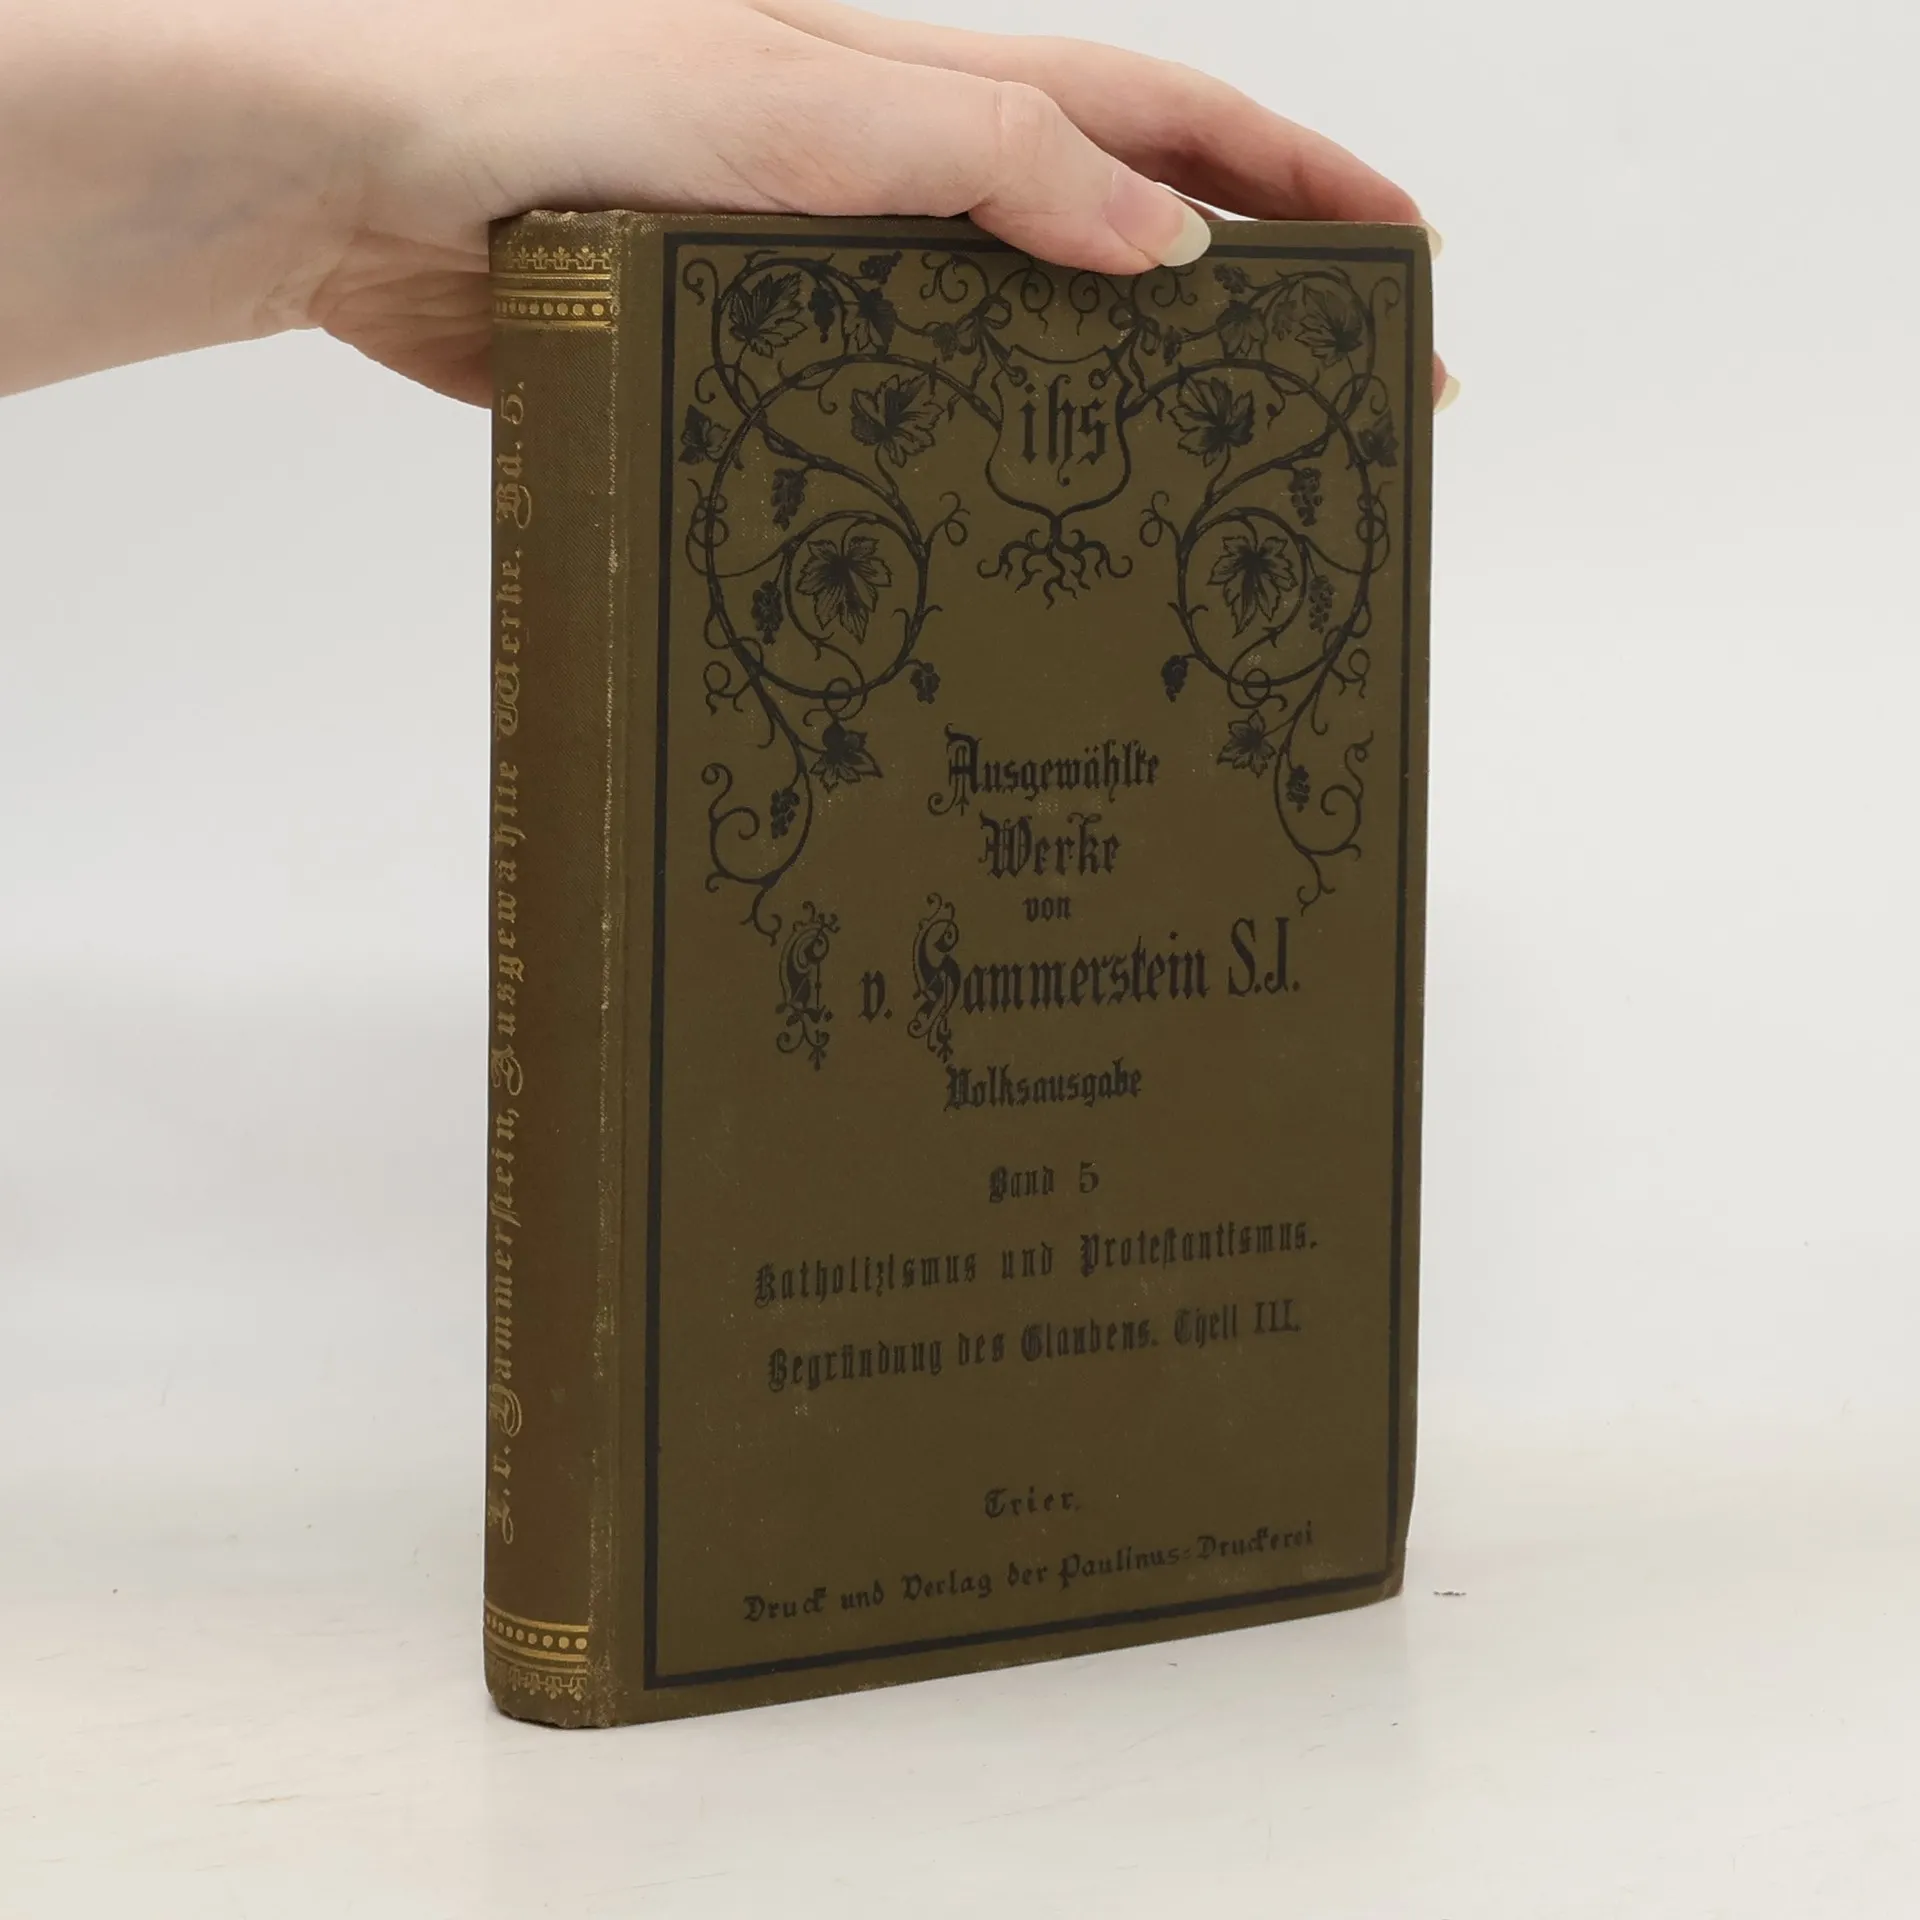 L. v. Hammerstein, Ausgewählte Werke. Bd. 5.
ihs
Ausgewählte
Werke
von
L. v. Hammerstein S.J.
Volksausgabe
Band 5
Katholizismus und Protestantismus.
Begründung des Glaubens. Theil III.
Trier.
Druck und Verlag der Paulinus-Druckerei